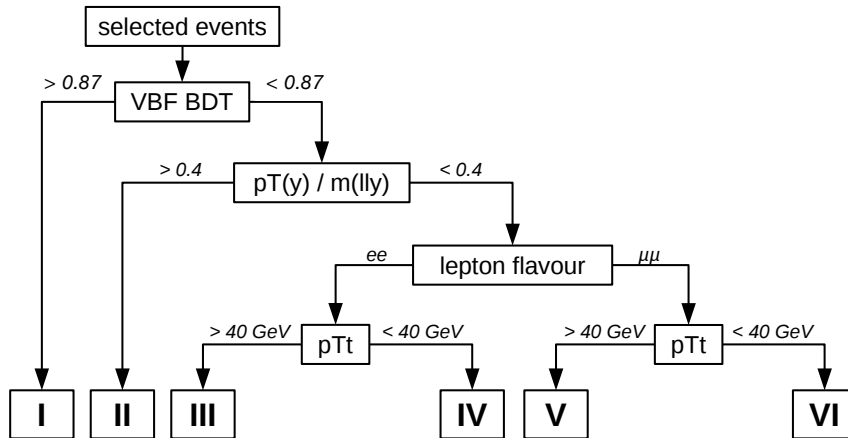 selected events
> 0.87
< 0.87
VBF BDT
> 0.4
< 0.4
pT(y) / m(lly)
ee
µµ
lepton flavour
> 40 GeV
< 40 GeV
> 40 GeV
< 40 GeV
pTt
pTt
I
II
III
IV
V
VI